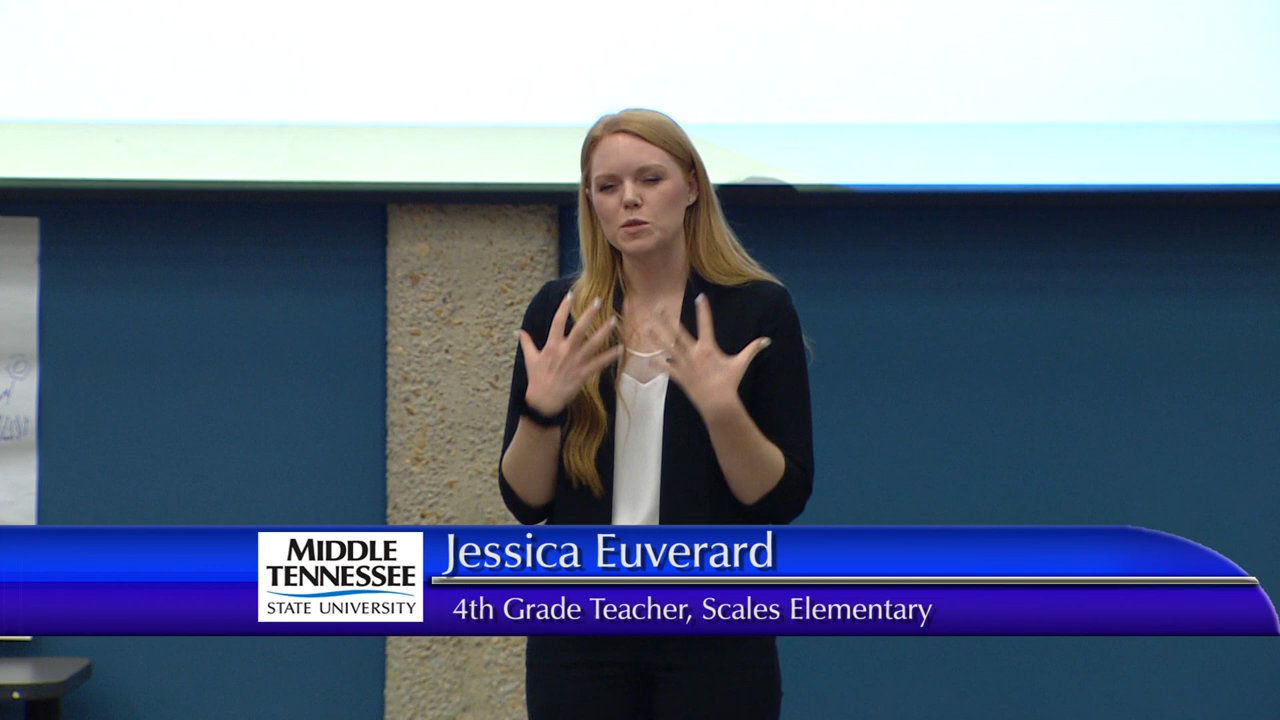 MIDDLE
TENNESSEE
STATE UNIVERSITY
Jessica Euverard
4th Grade Teacher, Scales Elementary